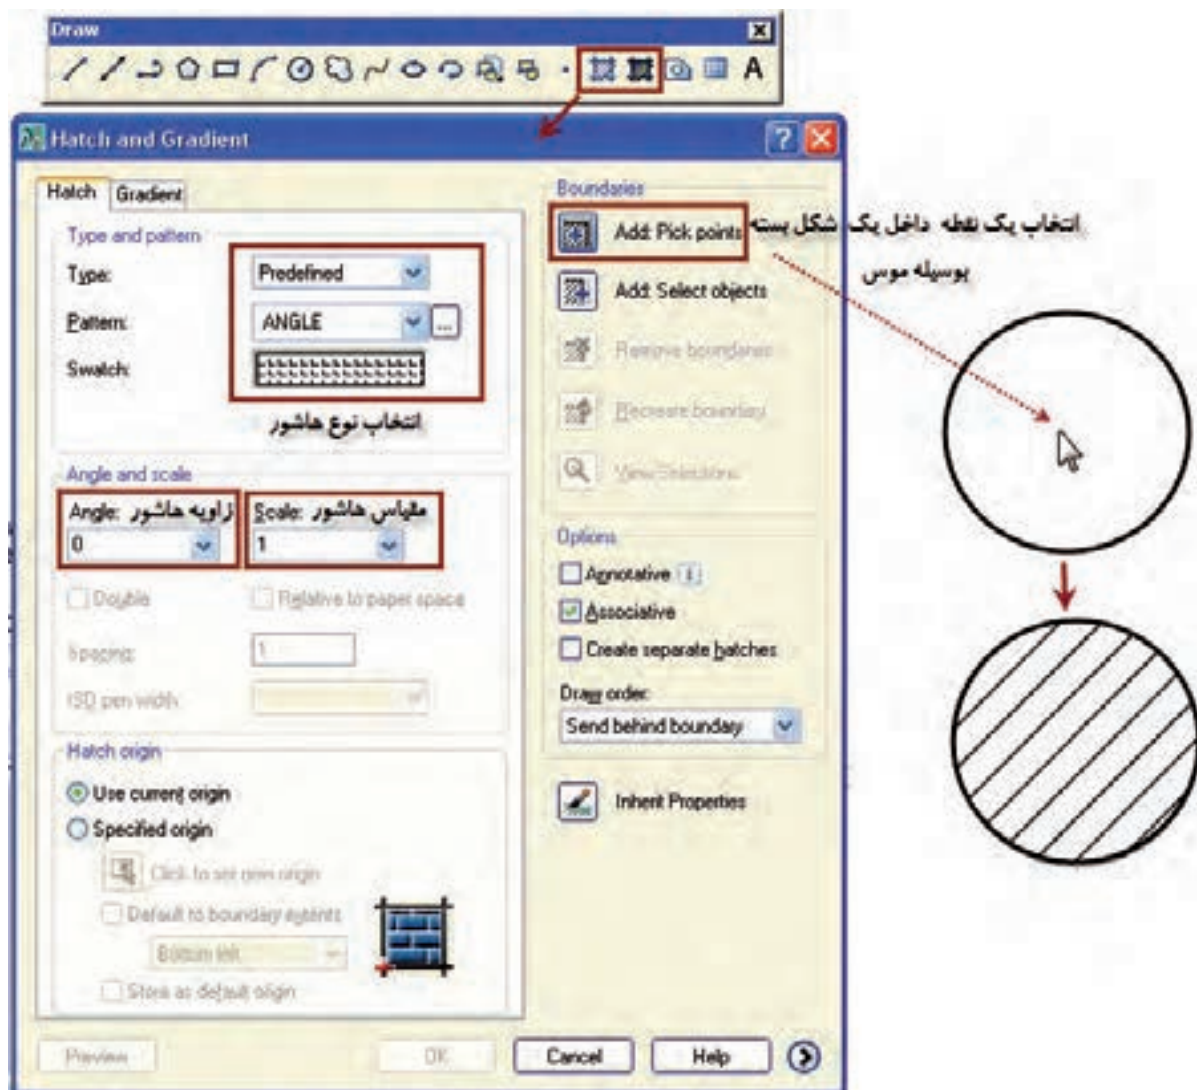 Draw
A
Hatch and Gradient
Hatch Gradient
Type and pattern
Type: Predefined
Pattern: ANGLE ...
Swatch:
انتخاب نوع هاشور
Angle and scale
Angle: زاویه هاشور
0
Scale: مقیاس هاشور
1
Double Relative to paper space
Spacing: 1
ISO pen width:
Hatch origin
Use current origin
Specified origin
Click to set new origin
Default to boundary extents
Bottom left
Store as default origin
Boundaries
Add: Pick points
Add: Select objects
Remove boundaries
Recreate boundary
View Selections
Options
Annotative
Associative
Create separate hatches
Draw order:
Send behind boundary
Inherit Properties
Preview OK Cancel Help
انتخاب یک نقطه داخل یک شکل بسته
بوسیله موس